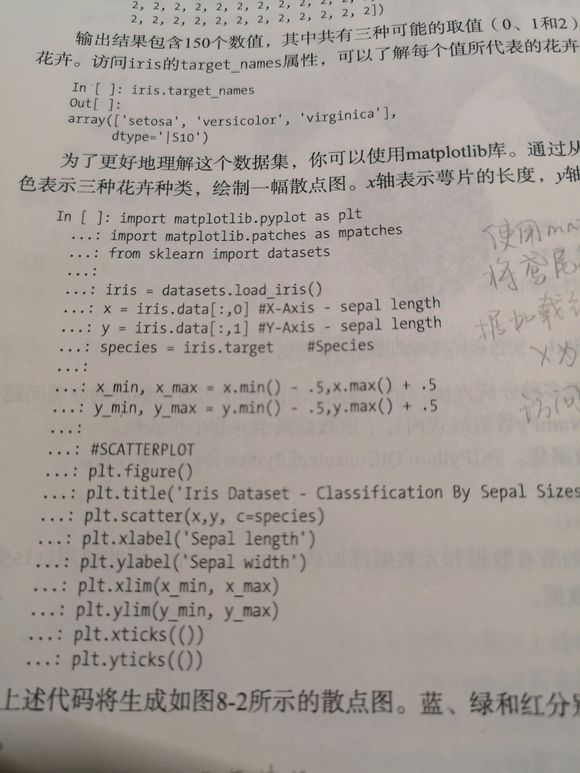 2, 2, 2, 2, 2, 2, 2, 2, 2, 2, 2, 2,
2, 2, 2, 2, 2, 2, 2, 2, 2, 2, 2, 2])
输出结果包含150个数值，其中共有三种可能的取值（0、1和2）
花卉。访问iris的target_names属性，可以了解每个值所代表的花卉
In [ ]: iris.target_names
Out[ ]:
array(['setosa', 'versicolor', 'virginica'],
dtype='|S10')
为了更好地理解这个数据集，你可以使用matplotlib库。通过从
色表示三种花卉种类，绘制一幅散点图。x轴表示萼片的长度，y轴
In [ ]: import matplotlib.pyplot as plt
...: import matplotlib.patches as mpatches
...: from sklearn import datasets
...:
...: iris = datasets.load_iris()
...: x = iris.data[:,0] #X-Axis - sepal length
...: y = iris.data[:,1] #Y-Axis - sepal length
...: species = iris.target #Species
...:
...: x_min, x_max = x.min() - .5,x.max() + .5
...: y_min, y_max = y.min() - .5,y.max() + .5
...:
...: #SCATTERPLOT
...: plt.figure()
...: plt.title('Iris Dataset - Classification By Sepal Sizes
...: plt.scatter(x,y, c=species)
...: plt.xlabel('Sepal length')
...: plt.ylabel('Sepal width')
...: plt.xlim(x_min, x_max)
...: plt.ylim(y_min, y_max)
...: plt.xticks(())
...: plt.yticks(())
上述代码将生成如图8-2所示的散点图。蓝、绿和红分别
使用ma
将鸢尾
据加载
X为
访问